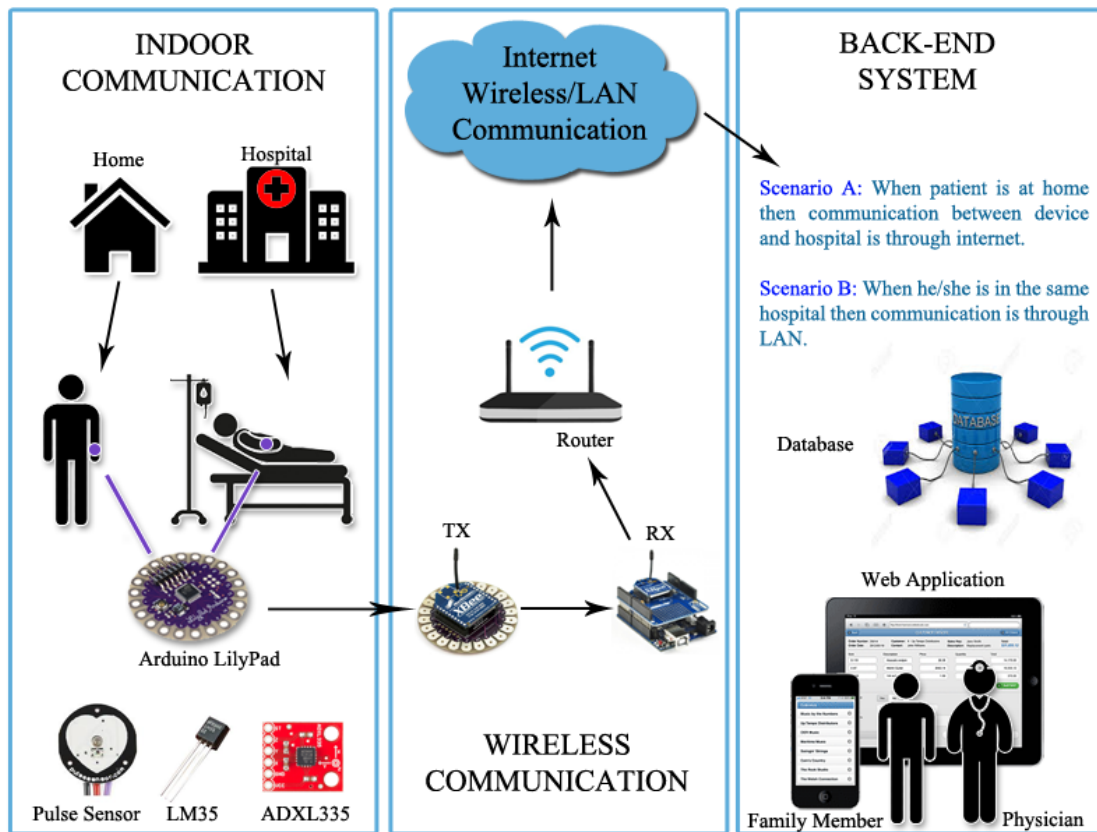 INDOOR
COMMUNICATION
Home
Hospital
Arduino LilyPad
Pulse Sensor
LM35
ADXL335
Internet
Wireless/LAN
Communication
Router
TX
RX
XBee
WIRELESS
COMMUNICATION
BACK-END
SYSTEM
Scenario A: When patient is at home
then communication between device
and hospital is through internet.
Scenario B: When he/she is in the same
hospital then communication is through
LAN.
Database
DATABASE
Web Application
Family Member
Physician